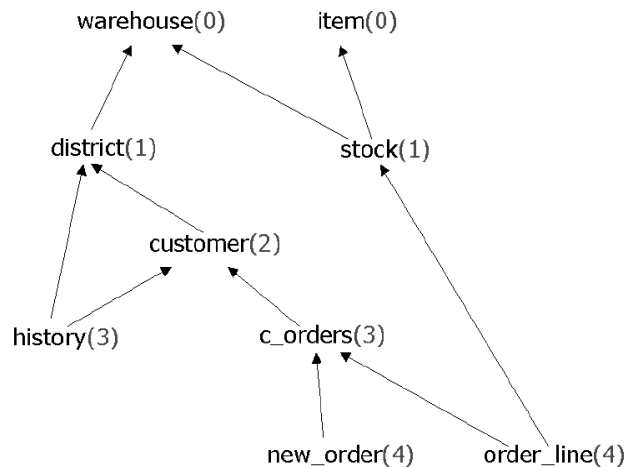 warehouse(0) item(0)
district(1) stock(1)
customer(2)
history(3) c_orders(3)
new_order(4) order_line(4)